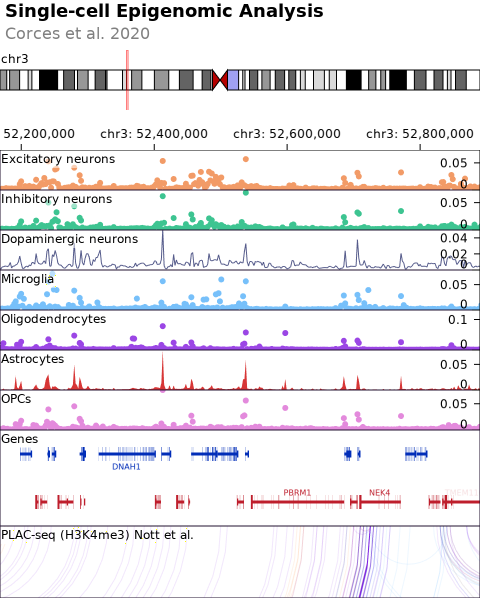 Single-cell Epigenomic Analysis
Corces et al. 2020
chr3
52,200,000 chr3: 52,400,000 chr3: 52,600,000 chr3: 52,800,000
Excitatory neurons 0.05
0
Inhibitory neurons 0.05
0
Dopaminergic neurons 0.04
0.02
0
Microglia 0.05
0
Oligodendrocytes 0.1
0
Astrocytes 0.05
0
OPCs 0.05
0
Genes
DNAH1
PBRM1 NEK4
PLAC-seq (H3K4me3) Nott et al.